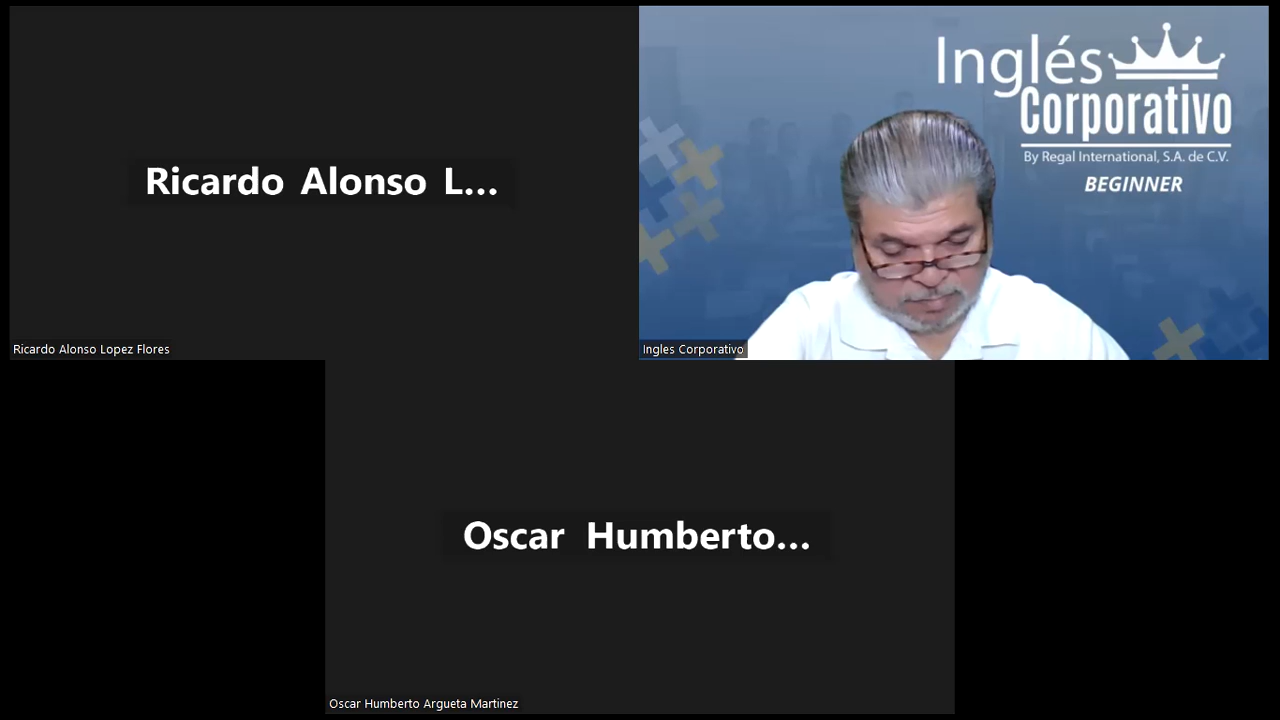 Ricardo Alonso L...
Ricardo Alonso Lopez Flores
Inglés
Corporativo
By Regal International, S.A. de C.V.
BEGINNER
Ingles Corporativo
Oscar Humberto...
Oscar Humberto Argueta Martinez